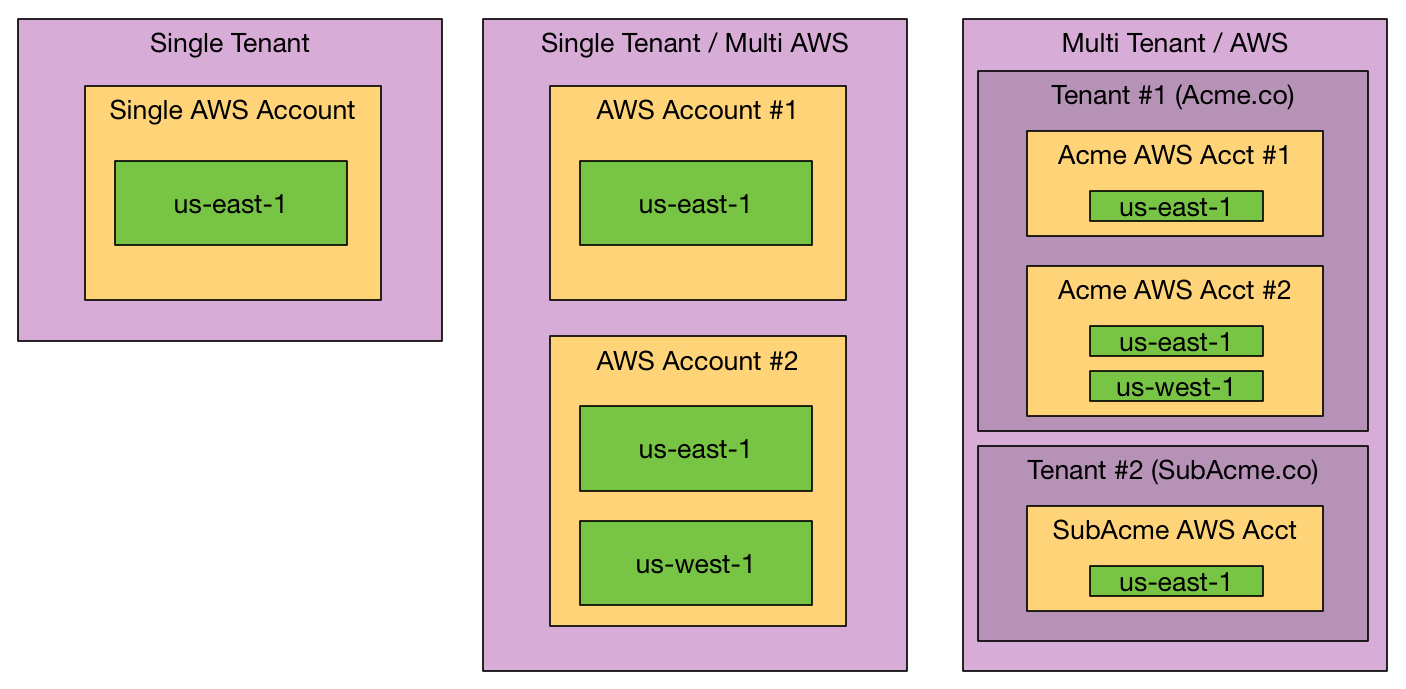 Single Tenant
Single AWS Account
us-east-1
Single Tenant / Multi AWS
AWS Account #1
us-east-1
AWS Account #2
us-east-1
us-west-1
Multi Tenant / AWS
Tenant #1 (Acme.co)
Acme AWS Acct #1
us-east-1
Acme AWS Acct #2
us-east-1
us-west-1
Tenant #2 (SubAcme.co)
SubAcme AWS Acct
us-east-1